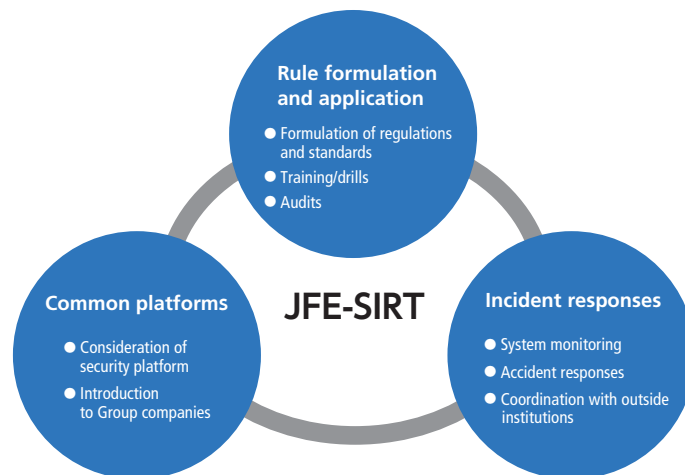 Rule formulation
and application
● Formulation of regulations
and standards
● Training/drills
● Audits
JFE-SIRT
Common platforms
● Consideration of
security platform
● Introduction
to Group companies
Incident responses
● System monitoring
● Accident responses
● Coordination with outside
institutions